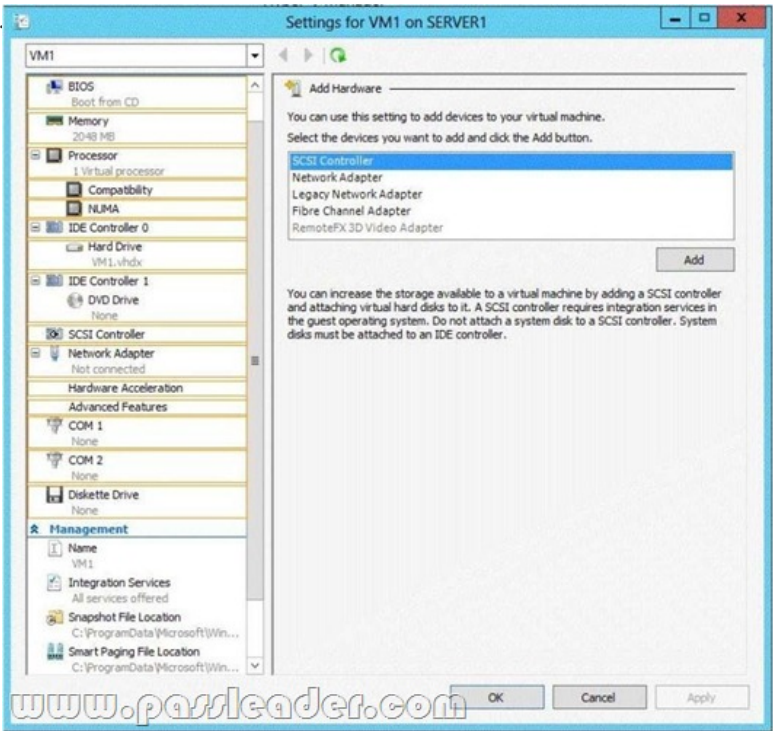 Settings for VM1 on SERVER1
VM1
BIOS
Boot from CD
Memory
2048 MB
Processor
1 Virtual processor
Compatibility
NUMA
IDE Controller 0
Hard Drive
VM1.vhdx
IDE Controller 1
DVD Drive
None
SCSI Controller
Network Adapter
Not connected
Hardware Acceleration
Advanced Features
COM 1
None
COM 2
None
Diskette Drive
None
Management
Name
VM1
Integration Services
All services offered
Snapshot File Location
C:\ProgramData\Microsoft\Win...
Smart Paging File Location
C:\ProgramData\Microsoft\Win...
Add Hardware
You can use this setting to add devices to your virtual machine.
Select the devices you want to add and click the Add button.
SCSI Controller
Network Adapter
Legacy Network Adapter
Fibre Channel Adapter
RemoteFX 3D Video Adapter
Add
You can increase the storage available to a virtual machine by adding a SCSI controller
and attaching virtual hard disks to it. A SCSI controller requires integration services in
the guest operating system. Do not attach a system disk to a SCSI controller. System
disks must be attached to an IDE controller.
OK
Cancel
Apply
www.passleader.com